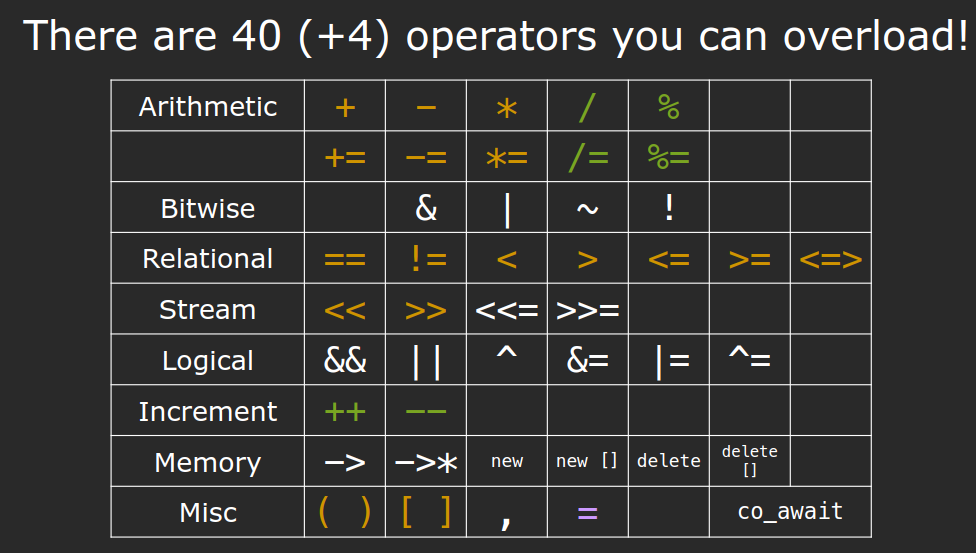 There are 40 (+4) operators you can overload!
Arithmetic + - * / %
+= -= *= /= %=
Bitwise & | ~ !
Relational == != < > <= >= <=>
Stream << >> <<= >>=
Logical && || ^ &= |= ^=
Increment ++ --
Memory -> ->* new new [] delete delete []
Misc ( ) [ ] , = co_await